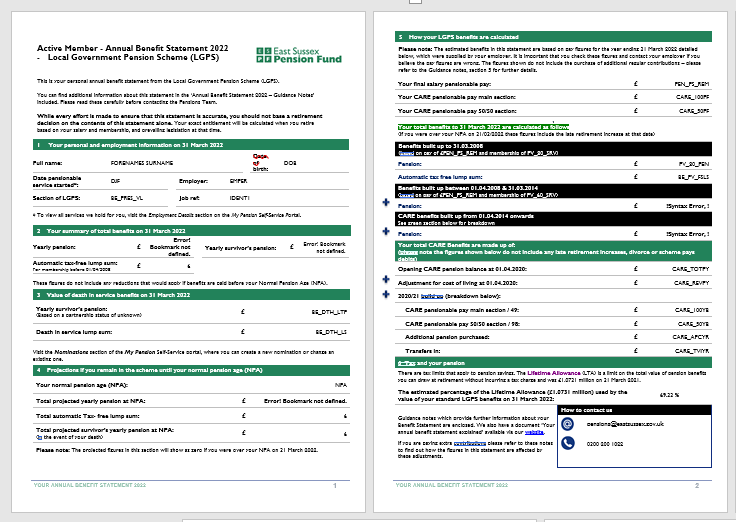 Active Member - Annual Benefit Statement 2022
- Local Government Pension Scheme (LGPS)
East Sussex
Pension Fund
This is your personal annual benefit statement from the Local Government Pension Scheme (LGPS).
You can find additional information about this statement in the 'Annual Benefit Statement 2022 - Guidance Notes'
included. Please read these carefully before contacting the Pensions Team.
While every effort is made to ensure that this statement is accurate, you should not base a retirement
decision on the contents of this statement alone. Your exact entitlement will be calculated when you retire
based on your salary and membership, and prevailing legislation at that time.
1 Your personal and employment information on 31 March 2022
Full name: FORENAMES SURNAME Date of birth: DOB
Date pensionable
service started*: DJF Employer: EMPER
Section of LGPS: BE_PRES_VL Job ref: IDENT1
* To view all services we hold for you, visit the Employment Details section on the My Pension Self-Service Portal.
2 Your summary of total benefits on 31 March 2022
Yearly pension: £ Error! Bookmark not defined. Yearly survivor's pension: £ Error! Bookmark not defined.
Automatic tax-free lump sum: £ 6
For membership before 01/04/2008
These figures do not include any reductions that would apply if benefits are paid before your Normal Pension Age (NPA).
3 Value of death in service benefits on 31 March 2022
Yearly survivor's pension: £ BE_DTH_LTP
(Based on a partnership status of unknown)
Death in service lump sum: £ BE_DTH_LS
Visit the Nominations section of the My Pension Self-Service portal, where you can create a new nomination or change an
existing one.
4 Projections if you remain in the scheme until your normal pension age (NPA)
Your normal pension age (NPA): NPA
Total projected yearly pension at NPA: £ Error! Bookmark not defined.
Total automatic Tax- free lump sum: £ 6
Total projected survivor's yearly pension at NPA: £ 6
(in the event of your death)
Please note: The projected figures in this section will show as zero if you were over your NPA on 31 March 2022.
YOUR ANNUAL BENEFIT STATEMENT 2022 1
5 How your LGPS benefits are calculated
Please note: The estimated benefits in this statement are based on pay figures for the year ending 31 March 2022 detailed
below, which were supplied by your employer. It is important that you check these figures and contact your employer if you
believe the pay figures are wrong. The figures shown do not include the purchase of additional regular contributions – please
refer to the Guidance notes, section 5 for further details.
Your final salary pensionable pay: £ PEN_PS_REM
Your CARE pensionable pay main section: £ CARE_100PF
Your CARE pensionable pay 50/50 section: £ CARE_50PF
Your total benefits to 31 March 2022 are calculated as follows
(If you were over your NPA on 31/03/2022 these figures include the late retirement increase at that date)
Benefits built up to 31.03.2008
(based on pay of £PEN_PS_REM and membership of PV_80_SRV)
Pension: £ PV_80_PEN
Automatic tax free lump sum: £ BE_PV_FSLS
Benefits built up between 01.04.2008 & 31.03.2014
(based on pay of £PEN_PS_REM and membership of PV_60_SRV)
Pension: £ !Syntax Error, !
CARE benefits built up from 01.04.2014 onwards
See green section below for breakdown
Pension: £ !Syntax Error, !
Your total CARE Benefits are made up of:
(please note the figures shown below do not include any late retirement increases, divorce or scheme pays
debits)
Opening CARE pension balance at 01.04.2020: £ CARE_TOTPY
Adjustment for cost of living at 01.04.2020: £ CARE_REVPY
2020/21 build-up (breakdown below):
CARE pensionable pay main section / 49: £ CARE_100YB
CARE pensionable pay 50/50 section / 98: £ CARE_50YB
Additional pension purchased: £ CARE_AFCYR
Transfers in: £ CARE_TVIYR
6 Tax and your pension
There are tax limits that apply to pension savings. The Lifetime Allowance (LTA) is a limit on the total value of pension benefits
you can draw at retirement without incurring a tax charge and was £1.0731 million on 31 March 2021.
The estimated percentage of the Lifetime Allowance (£1.0731 million) used by the
value of your standard LGPS benefits on 31 March 2022:
Guidance notes which provide further information about your
Benefit Statement are enclosed. We also have a document 'Your
annual benefit statement explained' available via our website.
If you are paying extra contributions please refer to these notes
to find out how the figures in this statement are affected by
these adjustments.
How to contact us
pensions@eastsussex.gov.uk
YOUR ANNUAL BENEFIT STATEMENT 2022 2